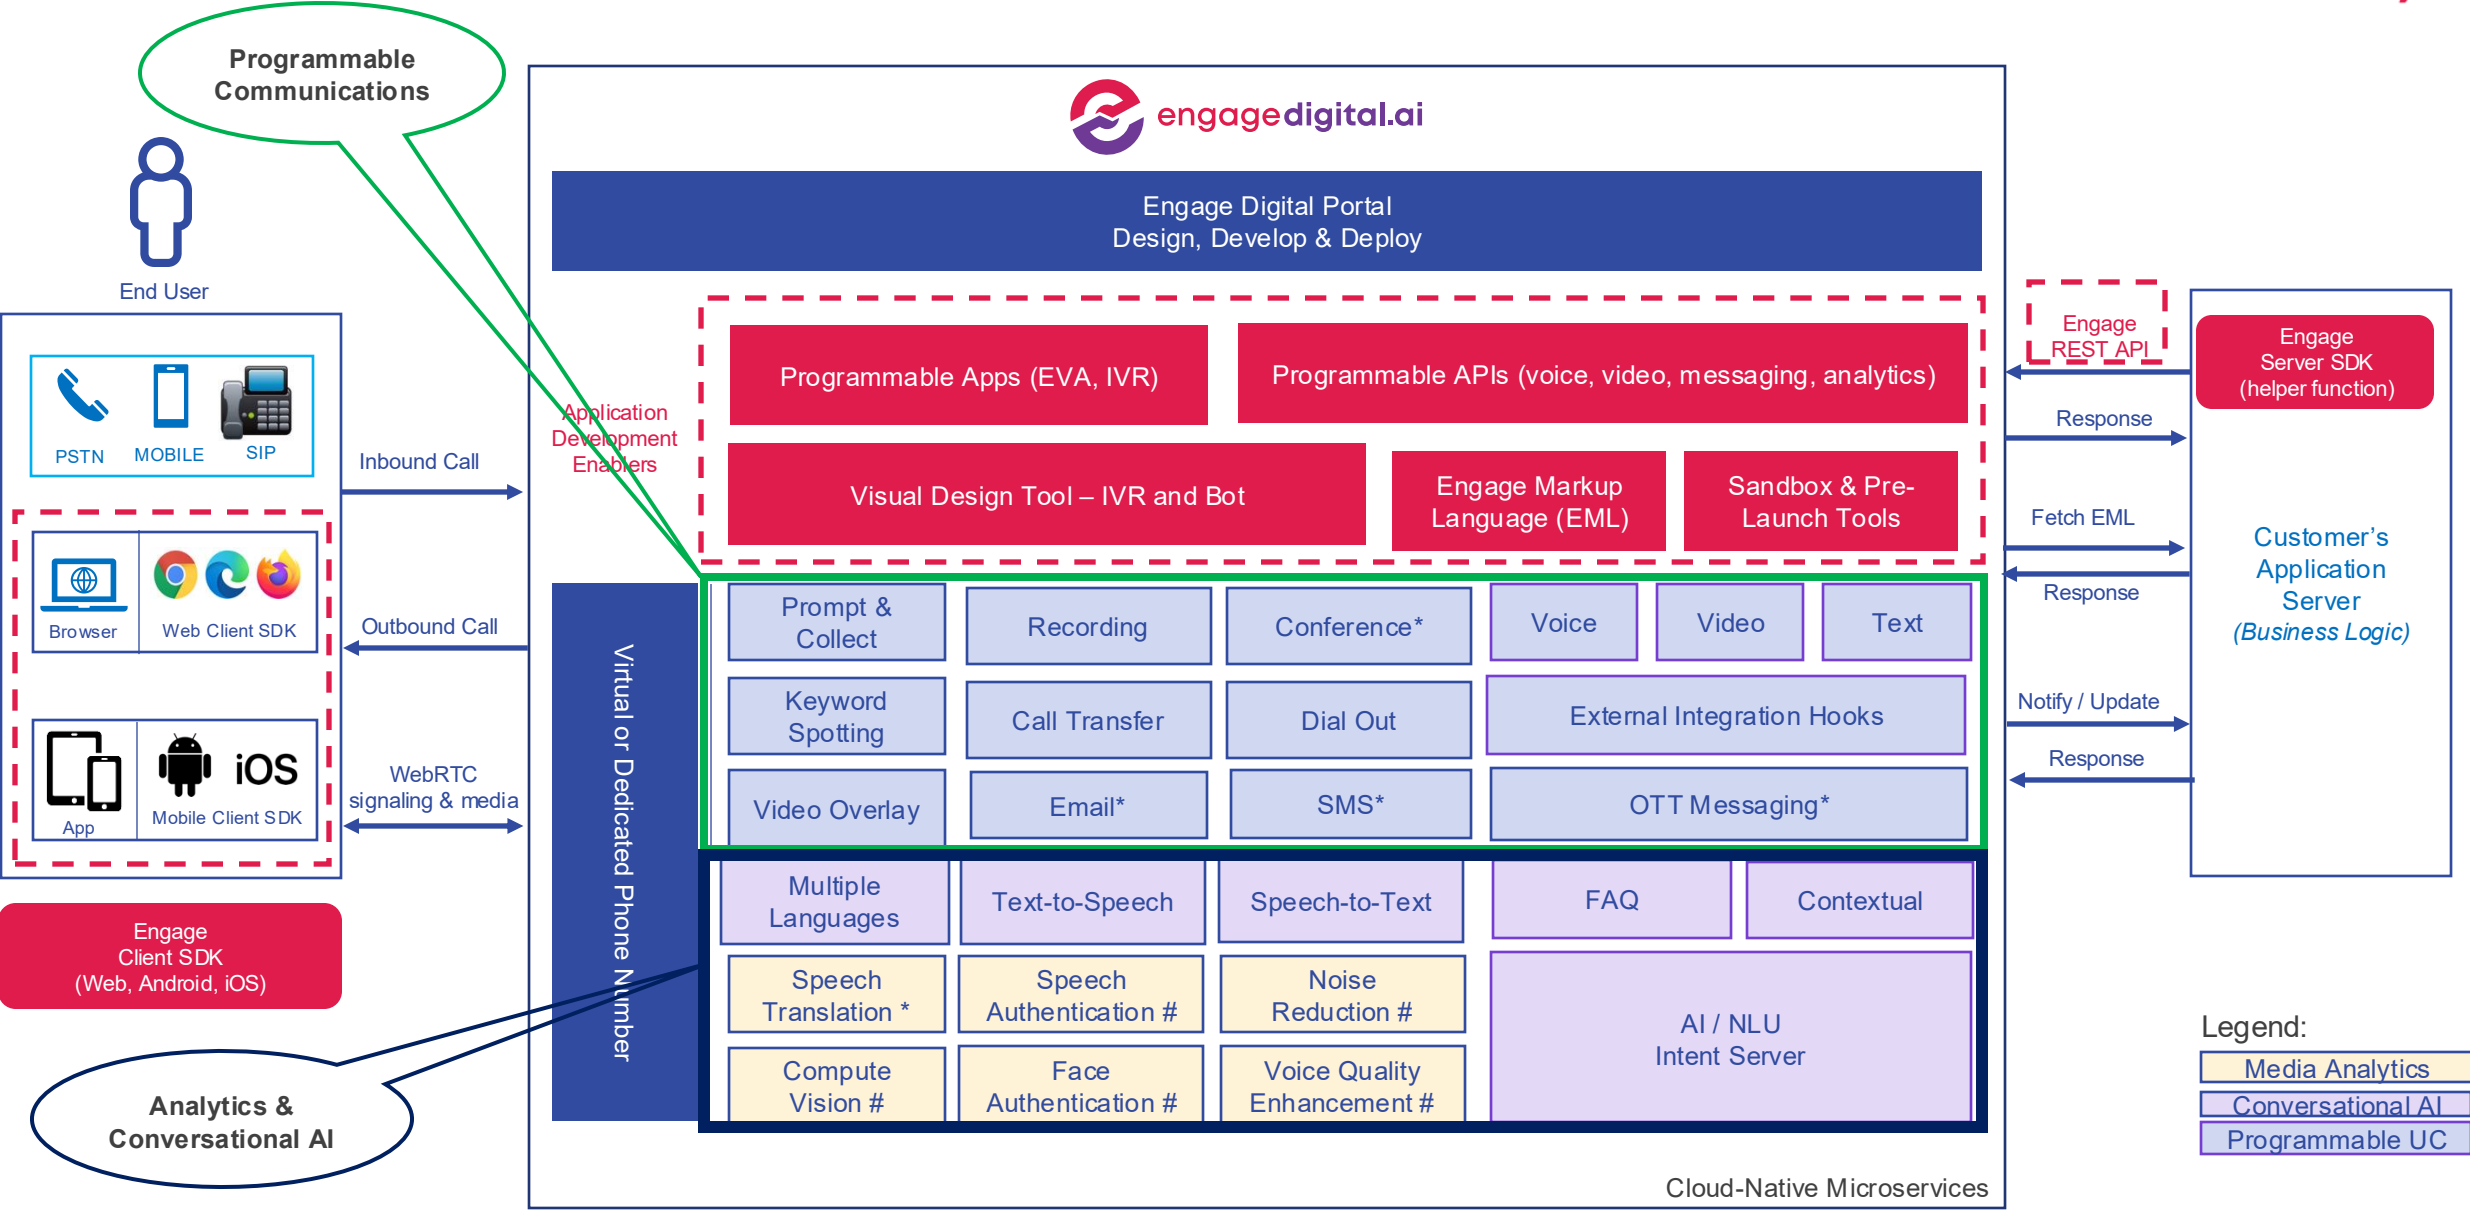 Programmable
Communications
engagedigital.ai
Engage Digital Portal
Design, Develop & Deploy
End User
PSTN
MOBILE
SIP
Browser
Web Client SDK
App
iOS
Mobile Client SDK
Engage
Client SDK
(Web, Android, iOS)
Inbound Call
Outbound Call
WebRTC
signaling & media
Application
Development
Enablers
Programmable Apps (EVA, IVR)
Programmable APIs (voice, video, messaging, analytics)
Visual Design Tool – IVR and Bot
Engage Markup
Language (EML)
Sandbox & Pre-
Launch Tools
Virtual or Dedicated Phone Number
Prompt &
Collect
Recording
Conference*
Voice
Video
Text
Keyword
Spotting
Call Transfer
Dial Out
External Integration Hooks
Video Overlay
Email*
SMS*
OTT Messaging*
Multiple
Languages
Text-to-Speech
Speech-to-Text
FAQ
Contextual
Speech
Translation *
Speech
Authentication #
Noise
Reduction #
AI / NLU
Intent Server
Compute
Vision #
Face
Authentication #
Voice Quality
Enhancement #
Analytics &
Conversational AI
Cloud-Native Microservices
Engage
REST API
Response
Fetch EML
Response
Notify / Update
Response
Engage
Server SDK
(helper function)
Customer’s
Application
Server
(Business Logic)
Legend:
Media Analytics
Conversational AI
Programmable UC